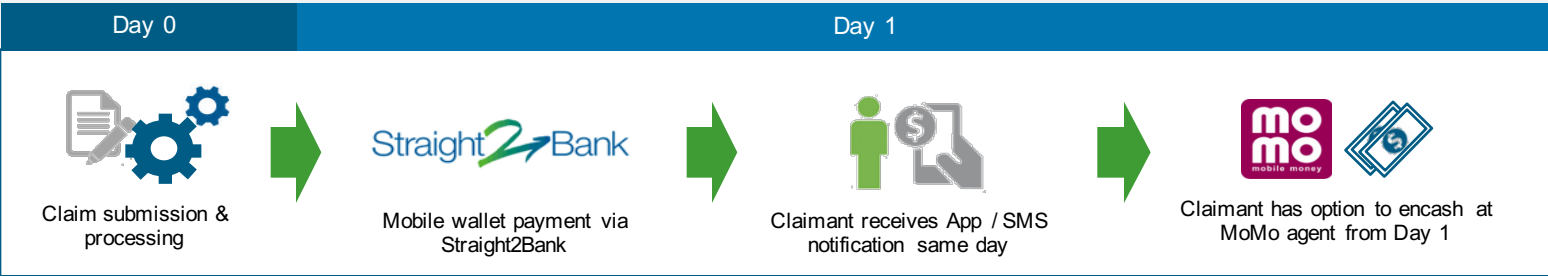 Day 0
Day 1
Straight2Bank
$
mo
mo
mobile money
$
Claim submission &
processing
Mobile wallet payment via
Straight2Bank
Claimant receives App / SMS
notification same day
Claimant has option to encash at
MoMo agent from Day 1